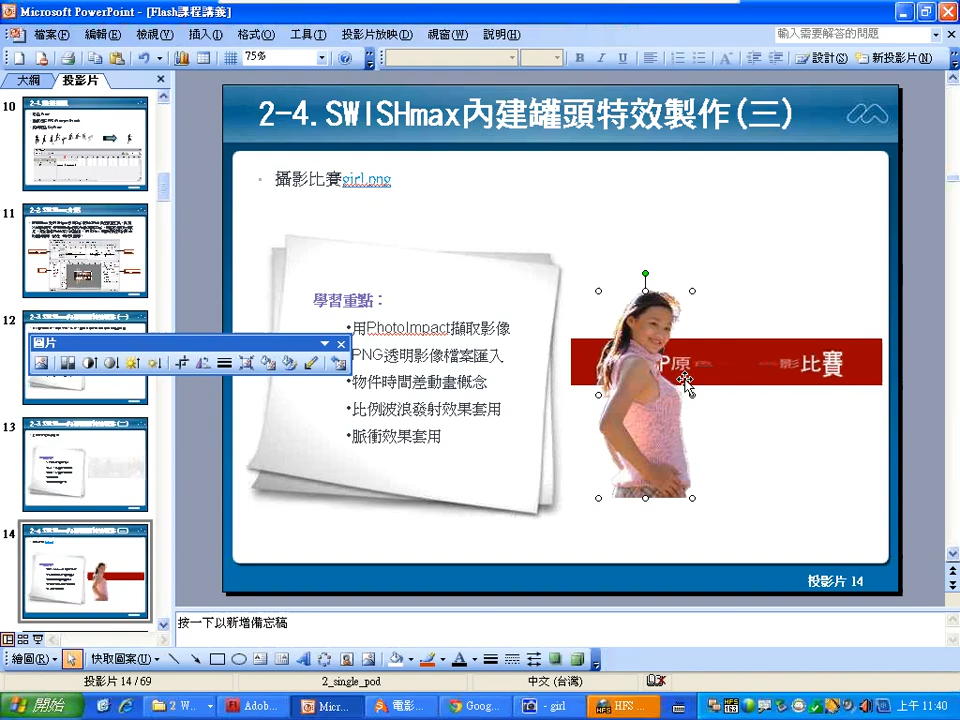 Microsoft PowerPoint - [Flash課程講義]
檔案(F) 編輯(E) 檢視(V) 插入(I) 格式(O) 工具(T) 投影片放映(D) 視窗(W) 說明(H) 輸入需要解答的問題
75% B I U A 設計(S) 新投影片(N)
大綱 投影片
10
11
12
13
14
圖片
2-4.SWISHmax內建罐頭特效製作(三)
攝影比賽girl.png
學習重點：
•用PhotoImpact擷取影像
PNG透明影像檔案匯入
•物件時間差動畫概念
•比例波浪發射效果套用
•脈衝效果套用
P原
影比賽
投影片 14
按一下以新增備忘稿
繪圖(R) 快取圖案(U)
投影片 14 / 69 2_single_pod 中文 (台灣)
開始 2 W.. Adob... Micr... 電影... Goog... - girl HFS ... 上午 11:40